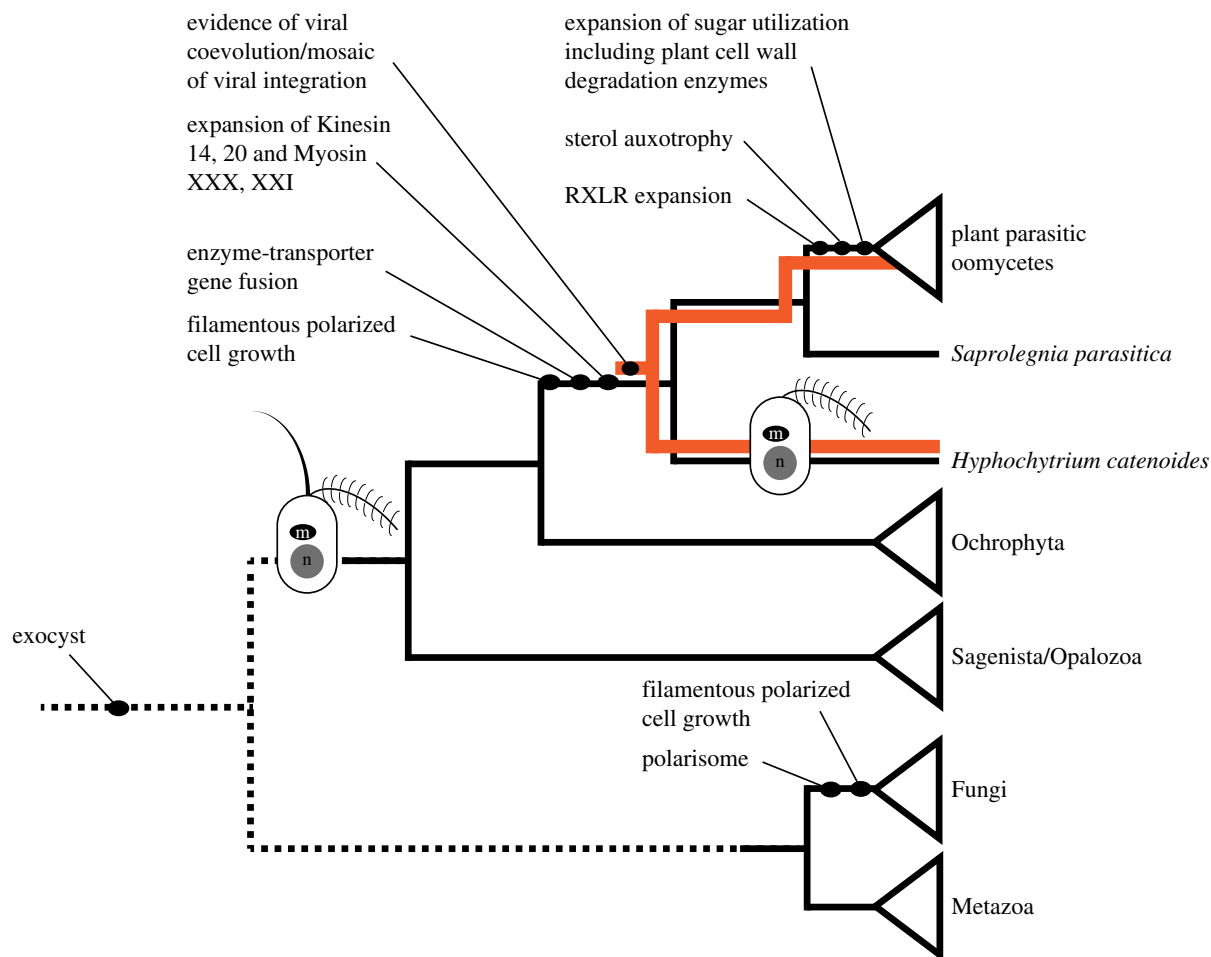 evidence of viral
coevolution/mosaic
of viral integration
expansion of sugar utilization
including plant cell wall
degradation enzymes
expansion of Kinesin
14, 20 and Myosin
XXX, XXI
sterol auxotrophy
RXLR expansion
enzyme-transporter
gene fusion
filamentous polarized
cell growth
plant parasitic
oomycetes
Saprolegnia parasitica
m
n
Hyphochytrium catenoides
m
n
Ochrophyta
exocyst
Sagenista/Opalozoa
filamentous polarized
cell growth
polarisome
Fungi
Metazoa